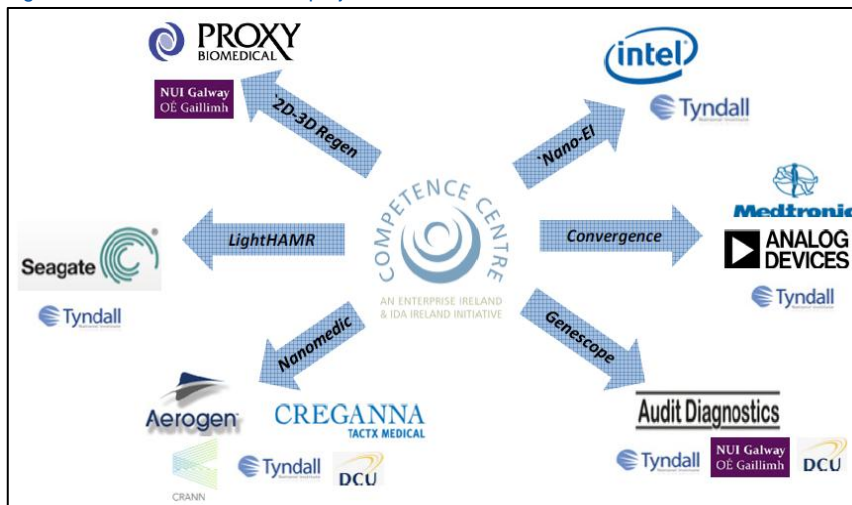 PROXY
BIOMEDICAL
NUI Galway
OÉ Gaillimh
`2D-3D Regen
intel
Tyndall
`Nano-EI
Seagate
Tyndall
LightHAMR
COMPETENCE CENTRE
AN ENTERPRISE IRELAND
& IDA IRELAND INITIATIVE
Convergence
Medtronic
ANALOG
DEVICES
Tyndall
Nanomedic
Aerogen
CREGANNA
TACTX MEDICAL
CRANN
Tyndall
DCU
Genescope
Audit Diagnostics
Tyndall
NUI Galway
OÉ Gaillimh
DCU